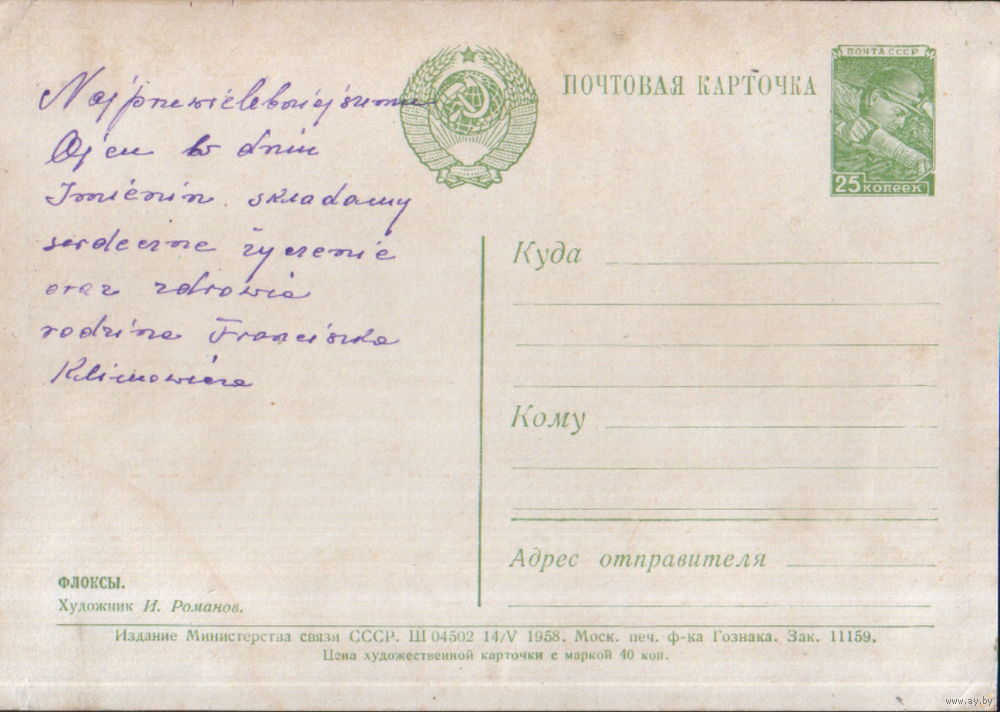 Najprzewielebniejszemu
Ojcu w dniu
Imienin składamy
serdeczne życzenie
oraz zdrowia
rodzina Franciszka
Klimowicza
ПОЧТОВАЯ КАРТОЧКА
ПОЧТА СССР
25 копеек
Куда
Кому
Адрес отправителя
ФЛОКСЫ.
Художник И. Романов.
Издание Министерства связи СССР. Ш 04502 14/V 1958. Моск. печ. ф-ка Гознака. Зак. 11159.
Цена художественной карточки с маркой 40 коп.
www.ay.by